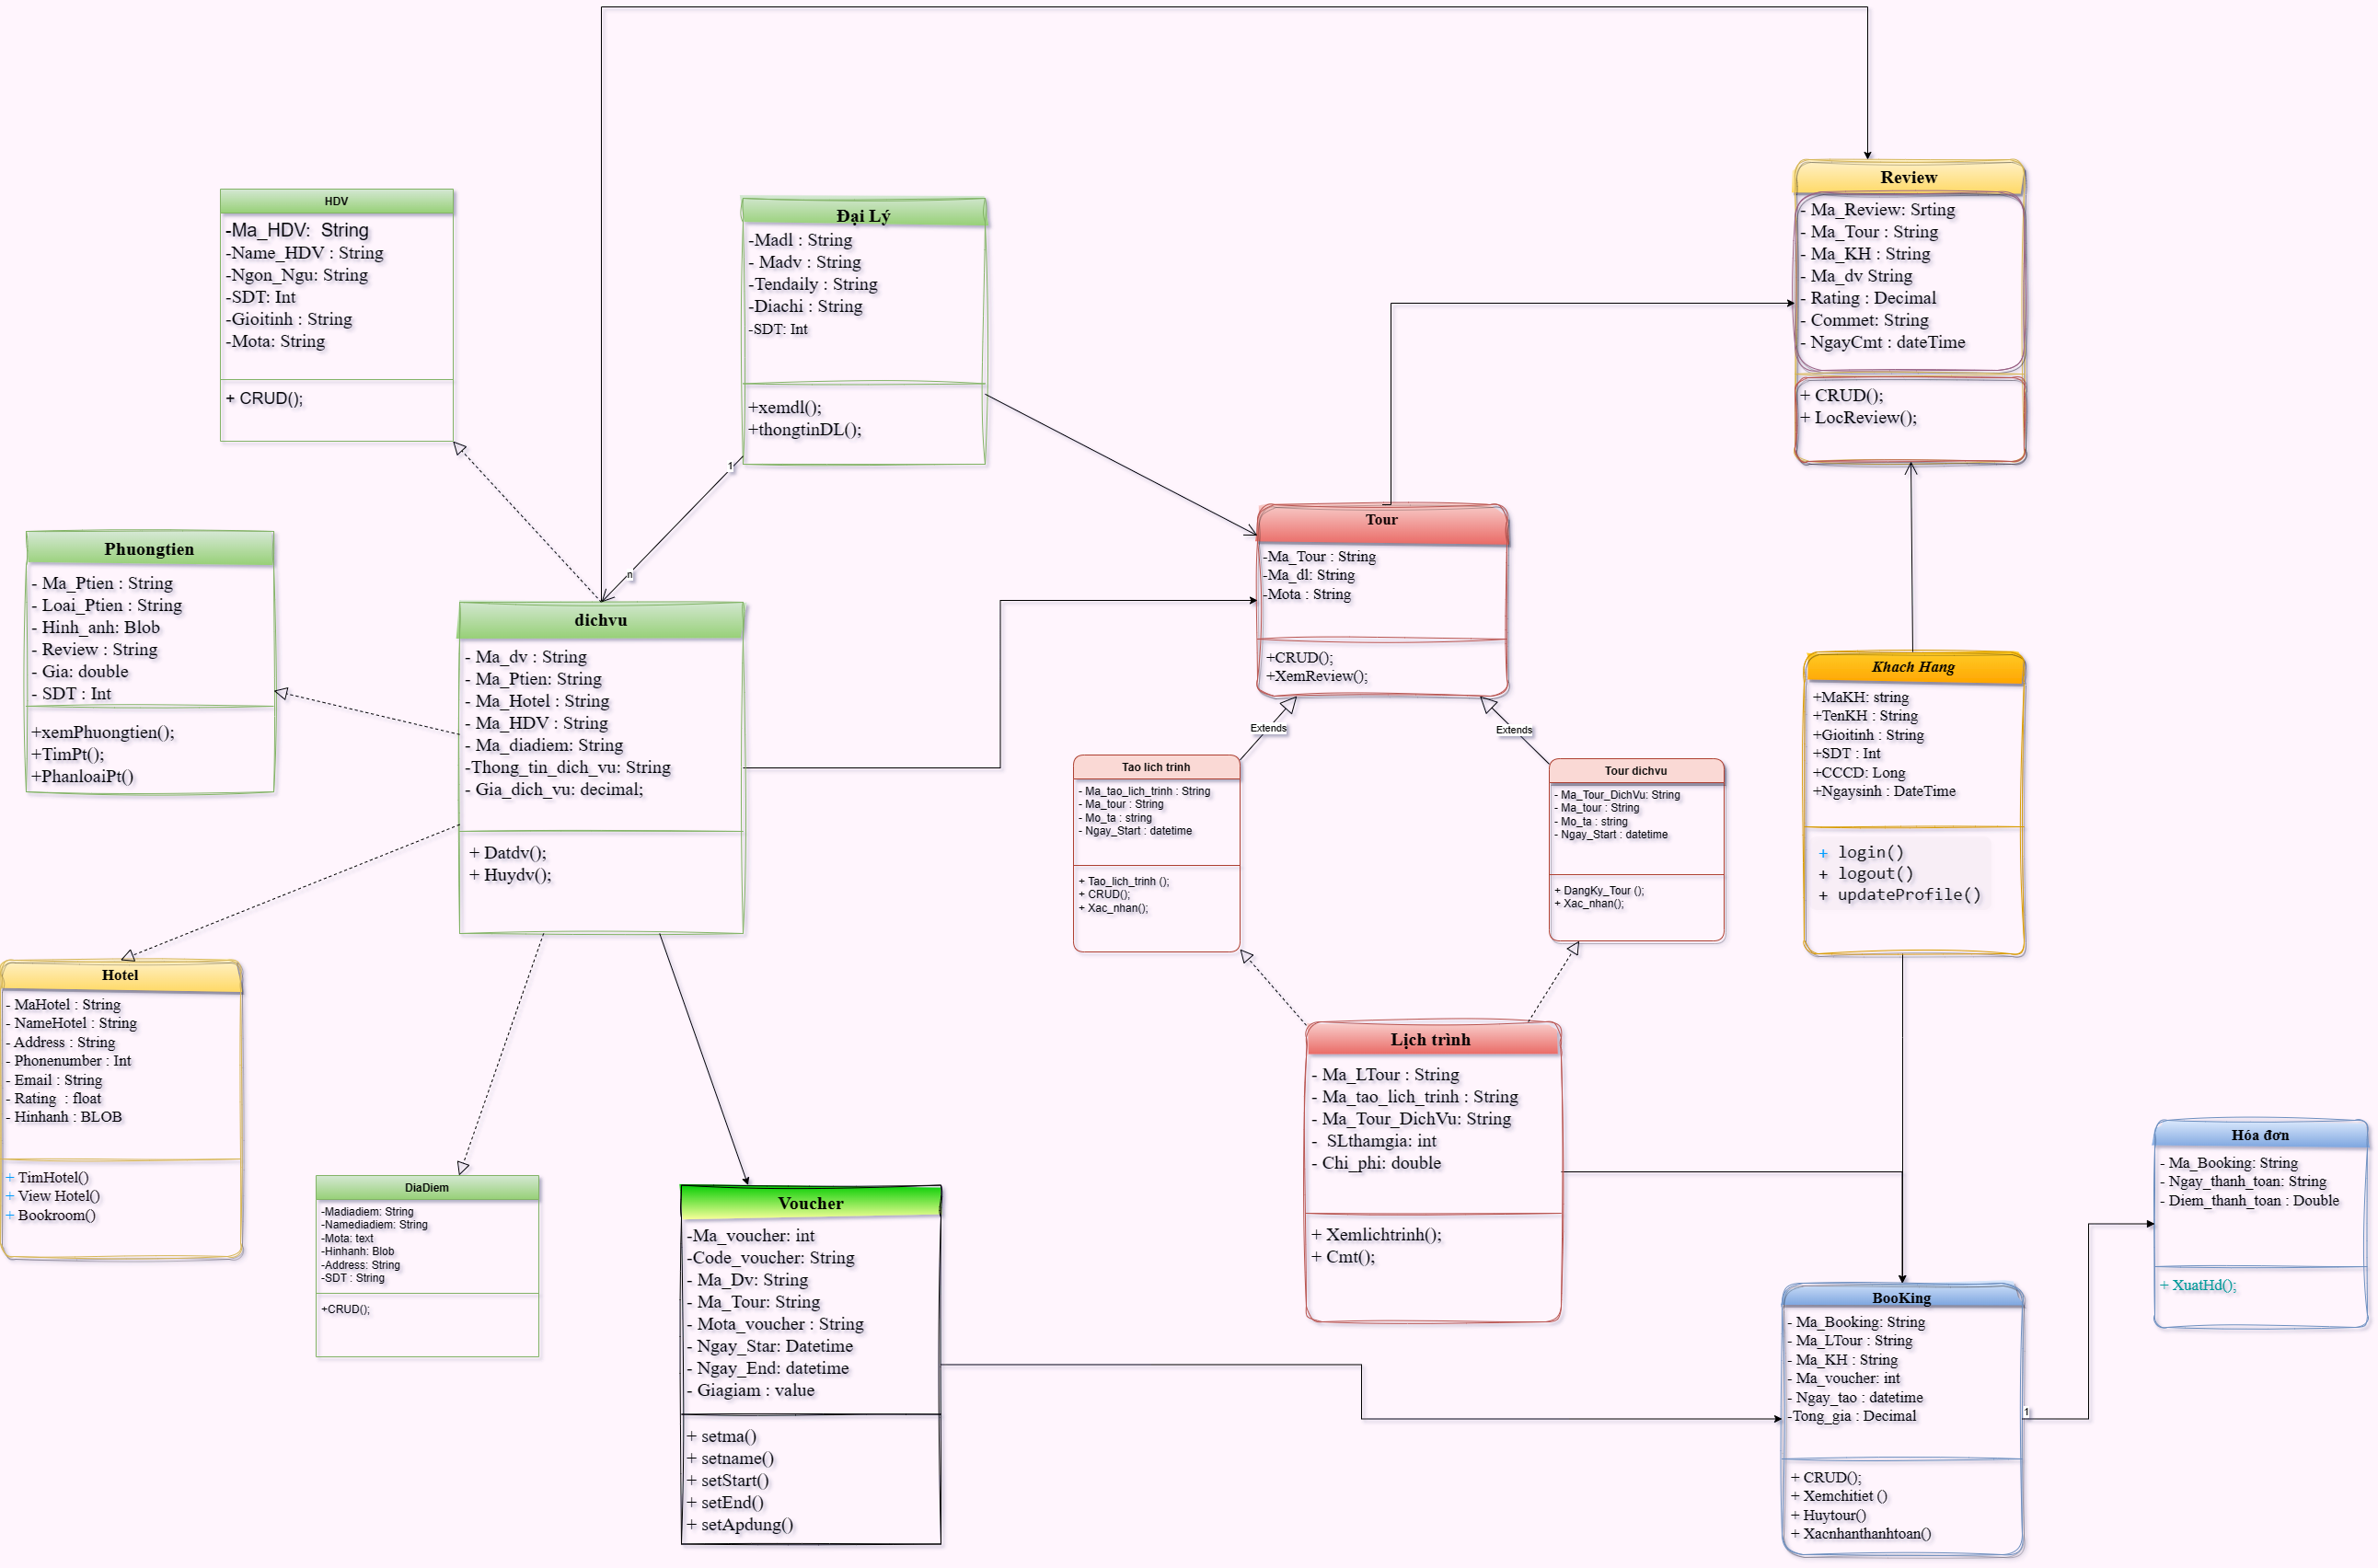 HDV
-Ma_HDV:  String
-Name_HDV : String
-Ngon_Ngu: String
-SDT: Int
-Gioitinh : String
-Mota: String
+ CRUD();
Đại Lý
-Madl : String
- Madv : String
-Tendaily : String
-Diachi : String
-SDT: Int
+xemdl();
+thongtinDL();
1
n
Review
- Ma_Review: Srting
- Ma_Tour : String
- Ma_KH : String
- Ma_dv String
- Rating : Decimal
- Commet: String
- NgayCmt : dateTime
+ CRUD();
+ LocReview();
Phuongtien
- Ma_Ptien : String
- Loai_Ptien : String
- Hinh_anh: Blob
- Review : String
- Gia: double
- SDT : Int
+xemPhuongtien();
+TimPt();
+PhanloaiPt()
dichvu
- Ma_dv : String
- Ma_Ptien: String
- Ma_Hotel : String
- Ma_HDV : String
- Ma_diadiem: String
-Thong_tin_dich_vu: String
- Gia_dich_vu: decimal;
+ Datdv();
+ Huydv();
Tour
-Ma_Tour : String
-Ma_dl: String
-Mota : String
+CRUD();
+XemReview();
Extends
Extends
Tao lich trinh
- Ma_tao_lich_trinh : String
- Ma_tour : String
- Mo_ta : string
- Ngay_Start : datetime
+ Tao_lich_trinh ();
+ CRUD();
+ Xac_nhan();
Tour dichvu
- Ma_Tour_DichVu: String
- Ma_tour : String
- Mo_ta : string
- Ngay_Start : datetime
+ DangKy_Tour ();
+ Xac_nhan();
Khach Hang
+MaKH: string
+TenKH : String
+Gioitinh : String
+SDT : Int
+CCCD: Long
+Ngaysinh : DateTime
+ login()
+ logout()
+ updateProfile()
Hotel
- MaHotel : String
- NameHotel : String
- Address : String
- Phonenumber : Int
- Email : String
- Rating  : float
- Hinhanh : BLOB
+ TimHotel()
+ View Hotel()
+ Bookroom()
DiaDiem
-Madiadiem: String
-Namediadiem: String
-Mota: text
-Hinhanh: Blob
-Address: String
-SDT : String
+CRUD();
Voucher
-Ma_voucher: int
-Code_voucher: String
- Ma_Dv: String
- Ma_Tour: String
- Mota_voucher : String
- Ngay_Star: Datetime
- Ngay_End: datetime
- Giagiam : value
+ setma()
+ setname()
+ setStart()
+ setEnd()
+ setApdung()
Lịch trình
- Ma_LTour : String
- Ma_tao_lich_trinh : String
- Ma_Tour_DichVu: String
-  SLthamgia: int
- Chi_phi: double
+ Xemlichtrinh();
+ Cmt();
Hóa đơn
- Ma_Booking: String
- Ngay_thanh_toan: String
- Diem_thanh_toan : Double
+ XuatHd();
BooKing
- Ma_Booking: String
- Ma_LTour : String
- Ma_KH : String
- Ma_voucher: int
- Ngay_tao : datetime
-Tong_gia : Decimal
+ CRUD();
+ Xemchitiet ()
+ Huytour()
+ Xacnhanthanhtoan()
1